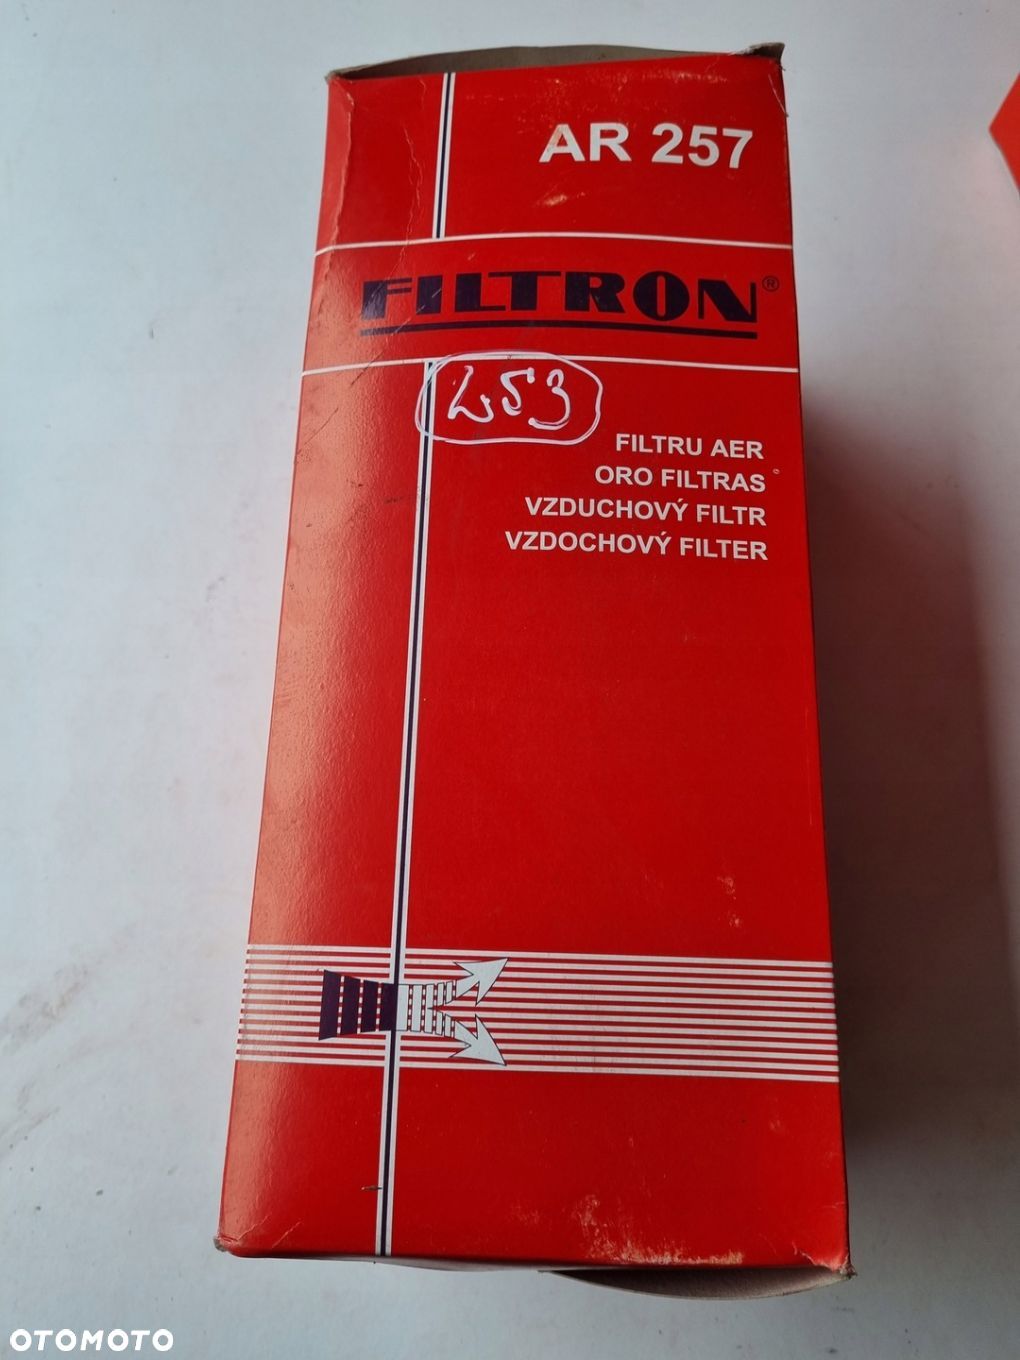 AR 257
FILTRON®
253
FILTRU AER
ORO FILTRAS
VZDUCHOVÝ FILTR
VZDOCHOVÝ FILTER
OTOMOTO